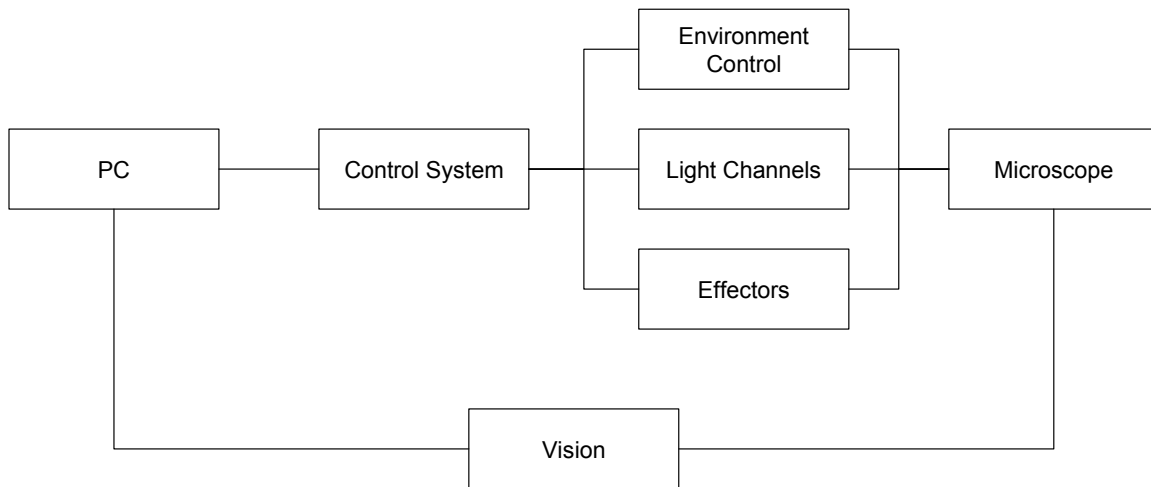 Environment
Control
PC
Control System
Light Channels
Microscope
Effectors
Vision